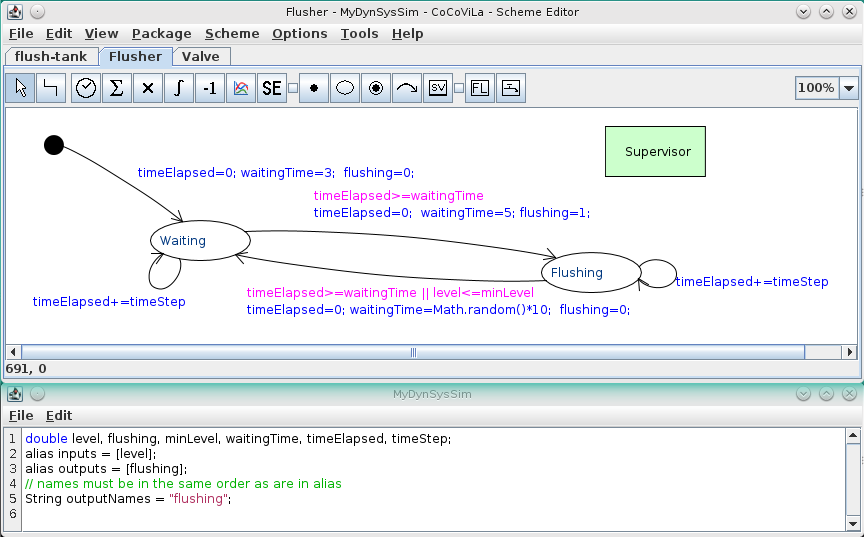 Flusher - MyDynSysSim - CoCoViLa - Scheme Editor
File Edit View Package Scheme Options Tools Help
flush-tank Flusher Valve
Σ × ∫ -1 SE SV FL 100%
Supervisor
timeElapsed=0; waitingTime=3; flushing=0;
timeElapsed>=waitingTime
timeElapsed=0; waitingTime=5; flushing=1;
Waiting
Flushing
timeElapsed+=timeStep
timeElapsed+=timeStep
timeElapsed>=waitingTime || level<=minLevel
timeElapsed=0; waitingTime=Math.random()*10; flushing=0;
691, 0
MyDynSysSim
File Edit
1 double level, flushing, minLevel, waitingTime, timeElapsed, timeStep;
2 alias inputs = [level];
3 alias outputs = [flushing];
4 // names must be in the same order as are in alias
5 String outputNames = "flushing";
6